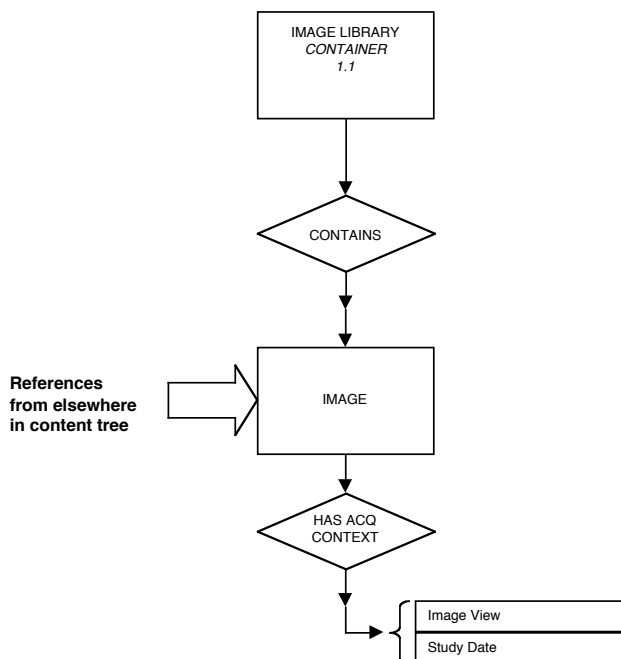 IMAGE LIBRARY
CONTAINER
1.1
CONTAINS
References
from elsewhere
in content tree
IMAGE
HAS ACQ
CONTEXT
Image View
Study Date